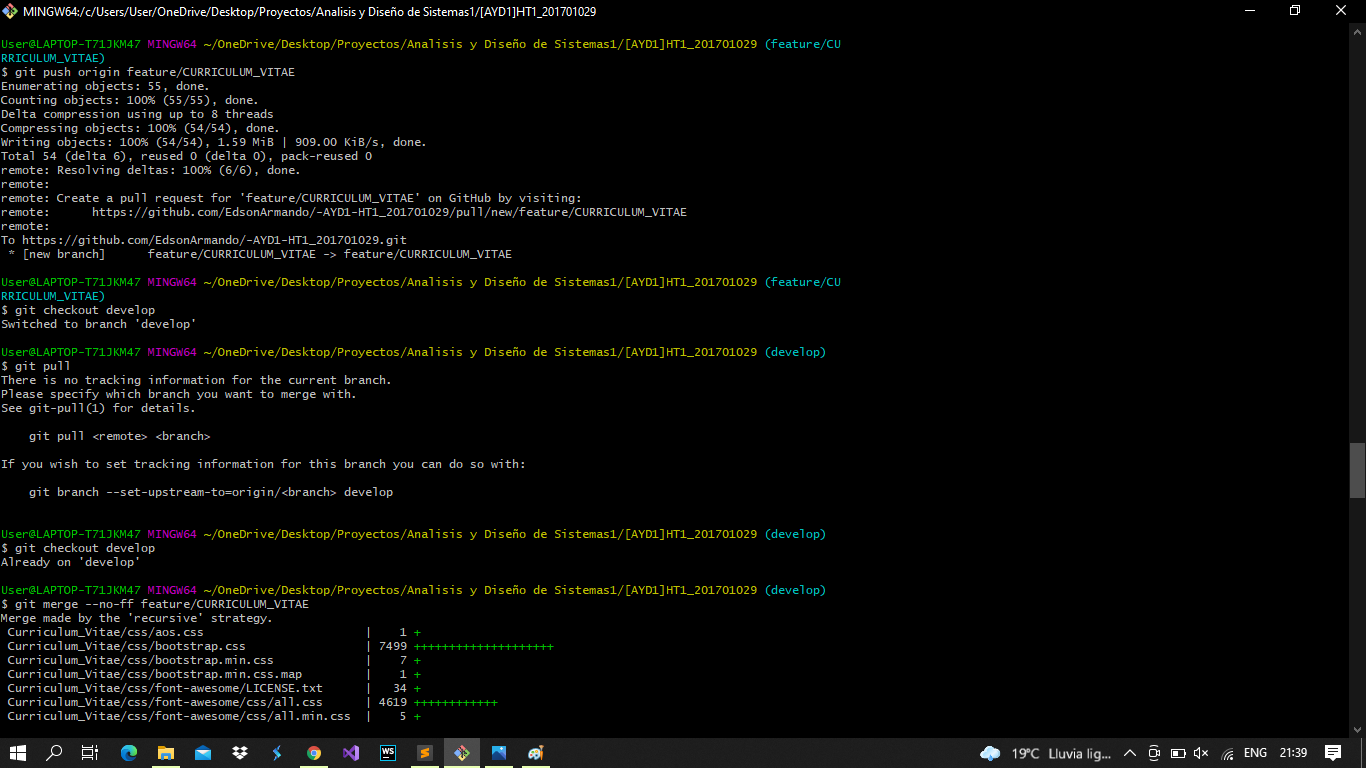 MINGW64:/c/Users/User/OneDrive/Desktop/Proyectos/Analisis y Diseño de Sistemas1/[AYD1]HT1_201701029
User@LAPTOP-T71JKM47 MINGW64 ~/OneDrive/Desktop/Proyectos/Analisis y Diseño de Sistemas1/[AYD1]HT1_201701029 (feature/CU
RRICULUM_VITAE)
$ git push origin feature/CURRICULUM_VITAE
Enumerating objects: 55, done.
Counting objects: 100% (55/55), done.
Delta compression using up to 8 threads
Compressing objects: 100% (54/54), done.
Writing objects: 100% (54/54), 1.59 MiB | 909.00 KiB/s, done.
Total 54 (delta 6), reused 0 (delta 0), pack-reused 0
remote: Resolving deltas: 100% (6/6), done.
remote:
remote: Create a pull request for 'feature/CURRICULUM_VITAE' on GitHub by visiting:
remote:      https://github.com/EdsonArmando/-AYD1-HT1_201701029/pull/new/feature/CURRICULUM_VITAE
remote:
To https://github.com/EdsonArmando/-AYD1-HT1_201701029.git
 * [new branch]      feature/CURRICULUM_VITAE -> feature/CURRICULUM_VITAE
User@LAPTOP-T71JKM47 MINGW64 ~/OneDrive/Desktop/Proyectos/Analisis y Diseño de Sistemas1/[AYD1]HT1_201701029 (feature/CU
RRICULUM_VITAE)
$ git checkout develop
Switched to branch 'develop'
User@LAPTOP-T71JKM47 MINGW64 ~/OneDrive/Desktop/Proyectos/Analisis y Diseño de Sistemas1/[AYD1]HT1_201701029 (develop)
$ git pull
There is no tracking information for the current branch.
Please specify which branch you want to merge with.
See git-pull(1) for details.
    git pull <remote> <branch>
If you wish to set tracking information for this branch you can do so with:
    git branch --set-upstream-to=origin/<branch> develop
User@LAPTOP-T71JKM47 MINGW64 ~/OneDrive/Desktop/Proyectos/Analisis y Diseño de Sistemas1/[AYD1]HT1_201701029 (develop)
$ git checkout develop
Already on 'develop'
User@LAPTOP-T71JKM47 MINGW64 ~/OneDrive/Desktop/Proyectos/Analisis y Diseño de Sistemas1/[AYD1]HT1_201701029 (develop)
$ git merge --no-ff feature/CURRICULUM_VITAE
Merge made by the 'recursive' strategy.
 Curriculum_Vitae/css/aos.css                       |    1 +
 Curriculum_Vitae/css/bootstrap.css                 | 7499 ++++++++++++++++++++
 Curriculum_Vitae/css/bootstrap.min.css             |    7 +
 Curriculum_Vitae/css/bootstrap.min.css.map         |    1 +
 Curriculum_Vitae/css/font-awesome/LICENSE.txt      |   34 +
 Curriculum_Vitae/css/font-awesome/css/all.css      | 4619 ++++++++++++
 Curriculum_Vitae/css/font-awesome/css/all.min.css  |    5 +
WS
19°C Lluvia lig... ENG 21:39